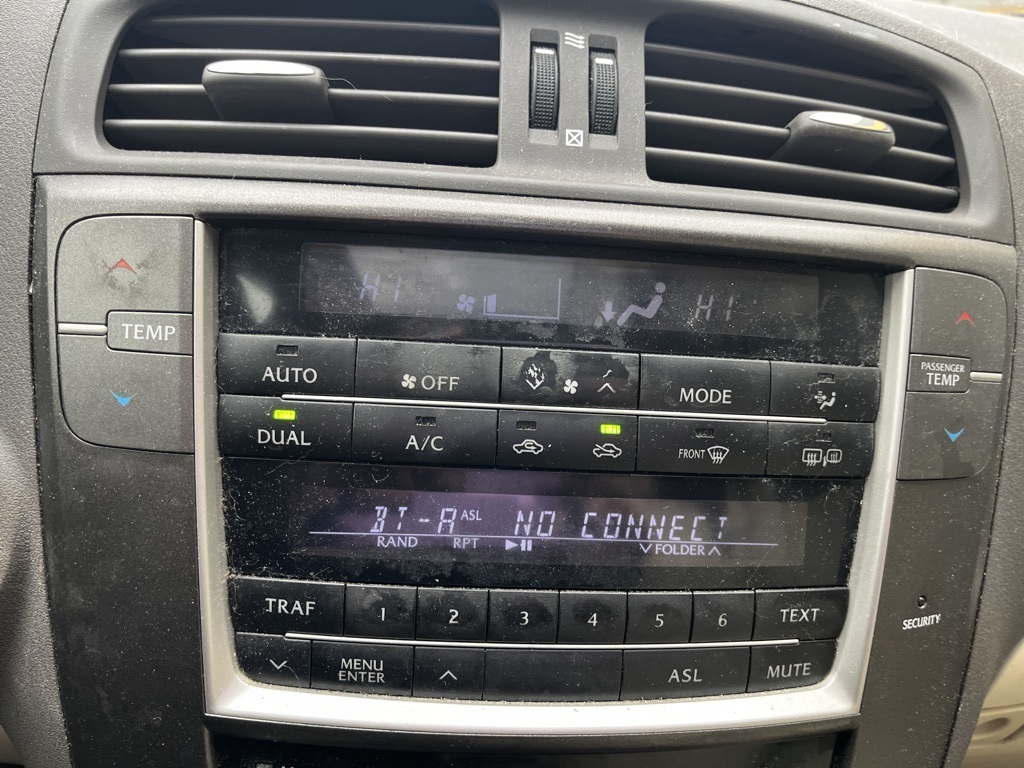 HI HI
TEMP
PASSENGER
TEMP
AUTO
OFF
MODE
DUAL
A/C
FRONT
BT-A ASL NO CONNECT
RAND RPT FOLDER
TRAF 1 2 3 4 5 6 TEXT
SECURITY
MENU
ENTER
ASL
MUTE